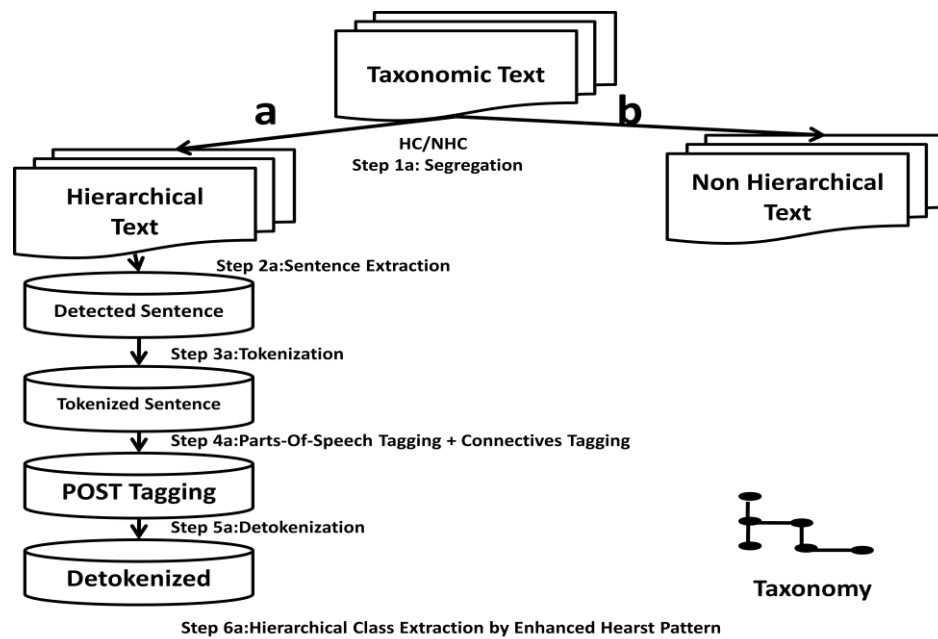 Taxonomic Text
a
b
HC/NHC
Step 1a: Segregation
Hierarchical
Text
Non Hierarchical
Text
Step 2a:Sentence Extraction
Detected Sentence
Step 3a:Tokenization
Tokenized Sentence
Step 4a:Parts-Of-Speech Tagging + Connectives Tagging
POST Tagging
Step 5a:Detokenization
Detokenized
Taxonomy
Step 6a:Hierarchical Class Extraction by Enhanced Hearst Pattern